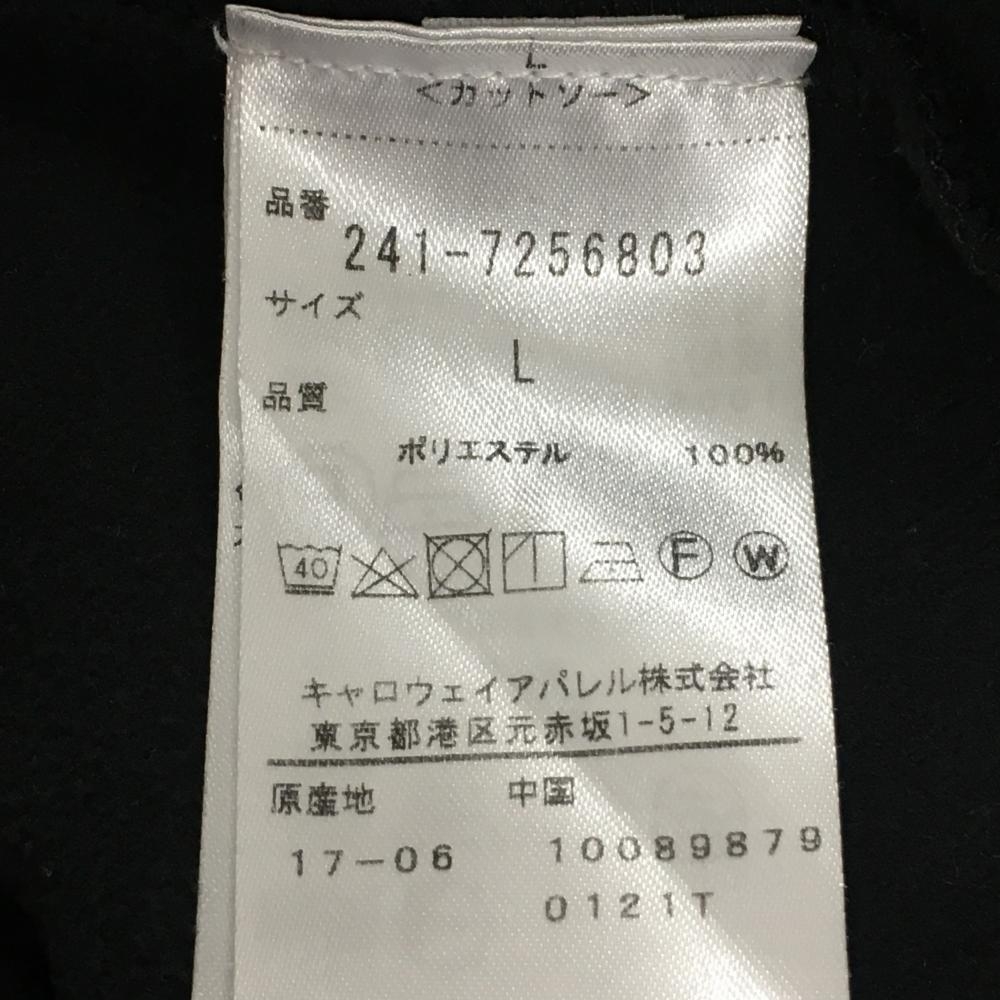 L
<カットソー>
品番
241-7256803
サイズ
L
品質
ポリエステル 100%
40 F W
キャロウェイアパレル株式会社
東京都港区元赤坂1-5-12
原産地 中国
17-06 10089879
0121T